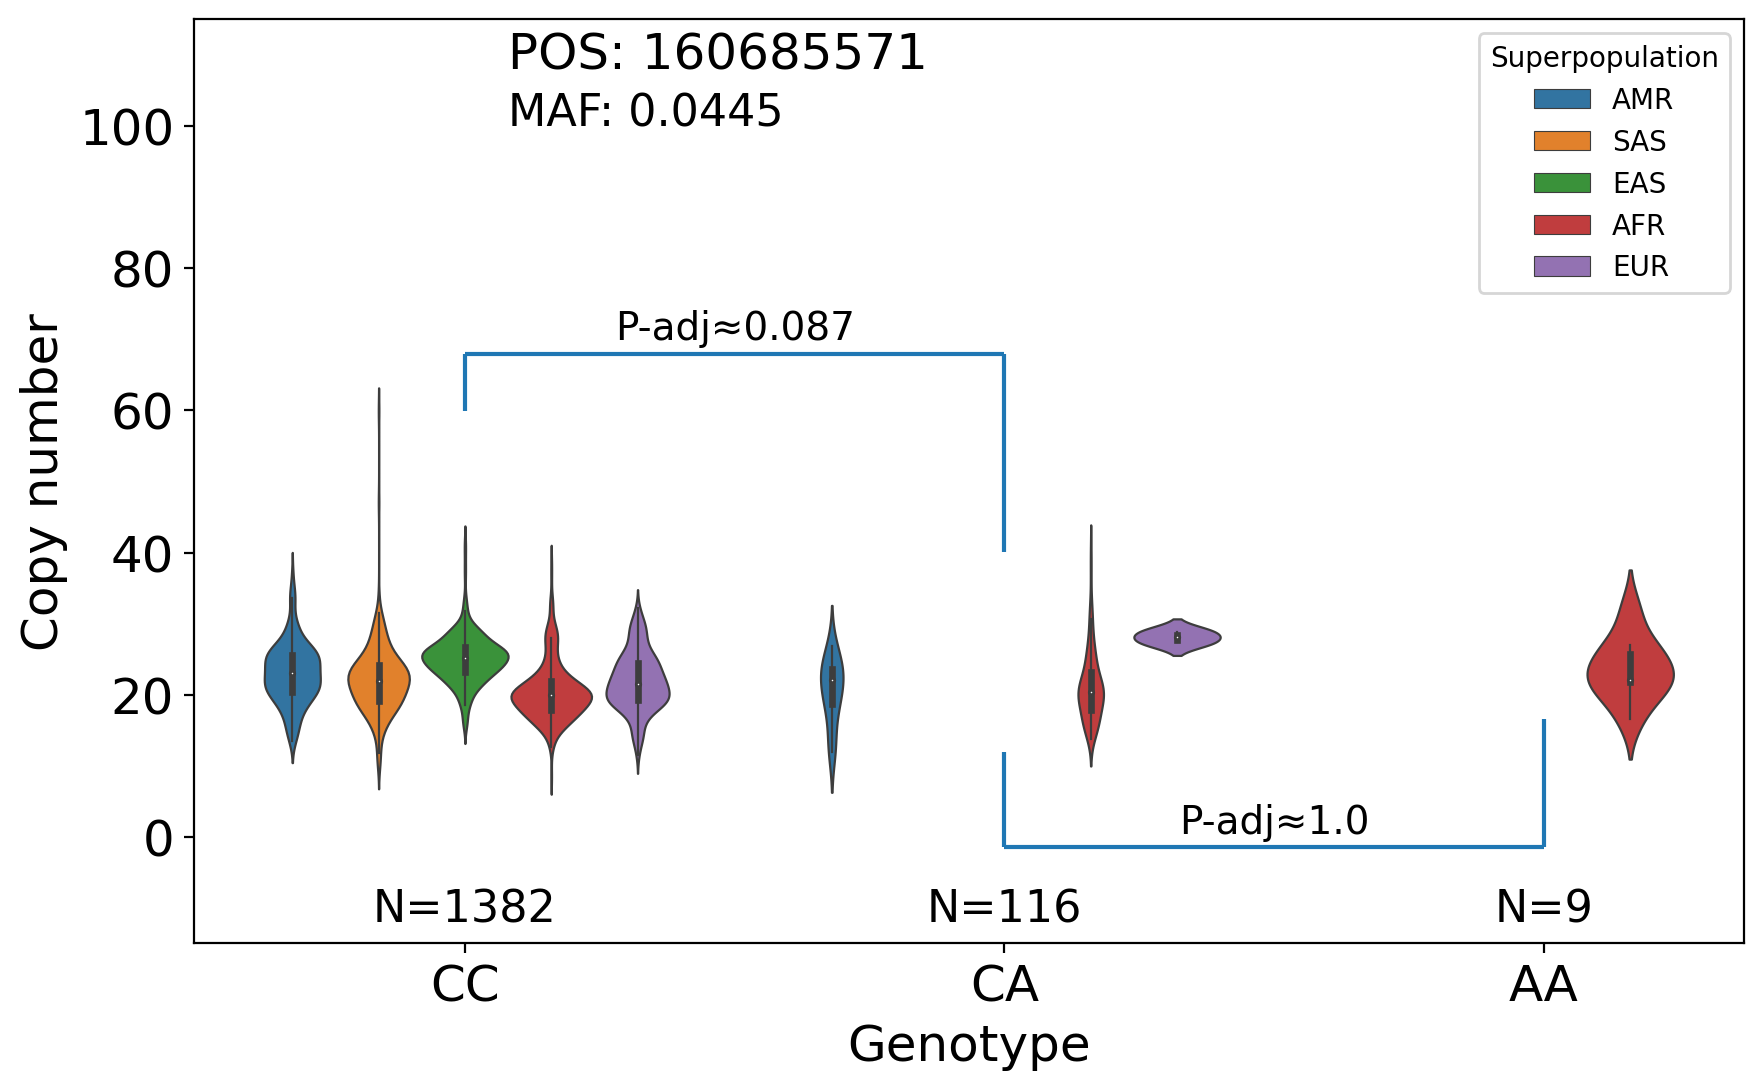 POS: 160685571
MAF: 0.0445
Superpopulation
AMR
SAS
EAS
AFR
EUR
Copy number
100
80
60
40
20
0
P-adj≈0.087
P-adj≈1.0
N=1382
N=116
N=9
CC
CA
AA
Genotype